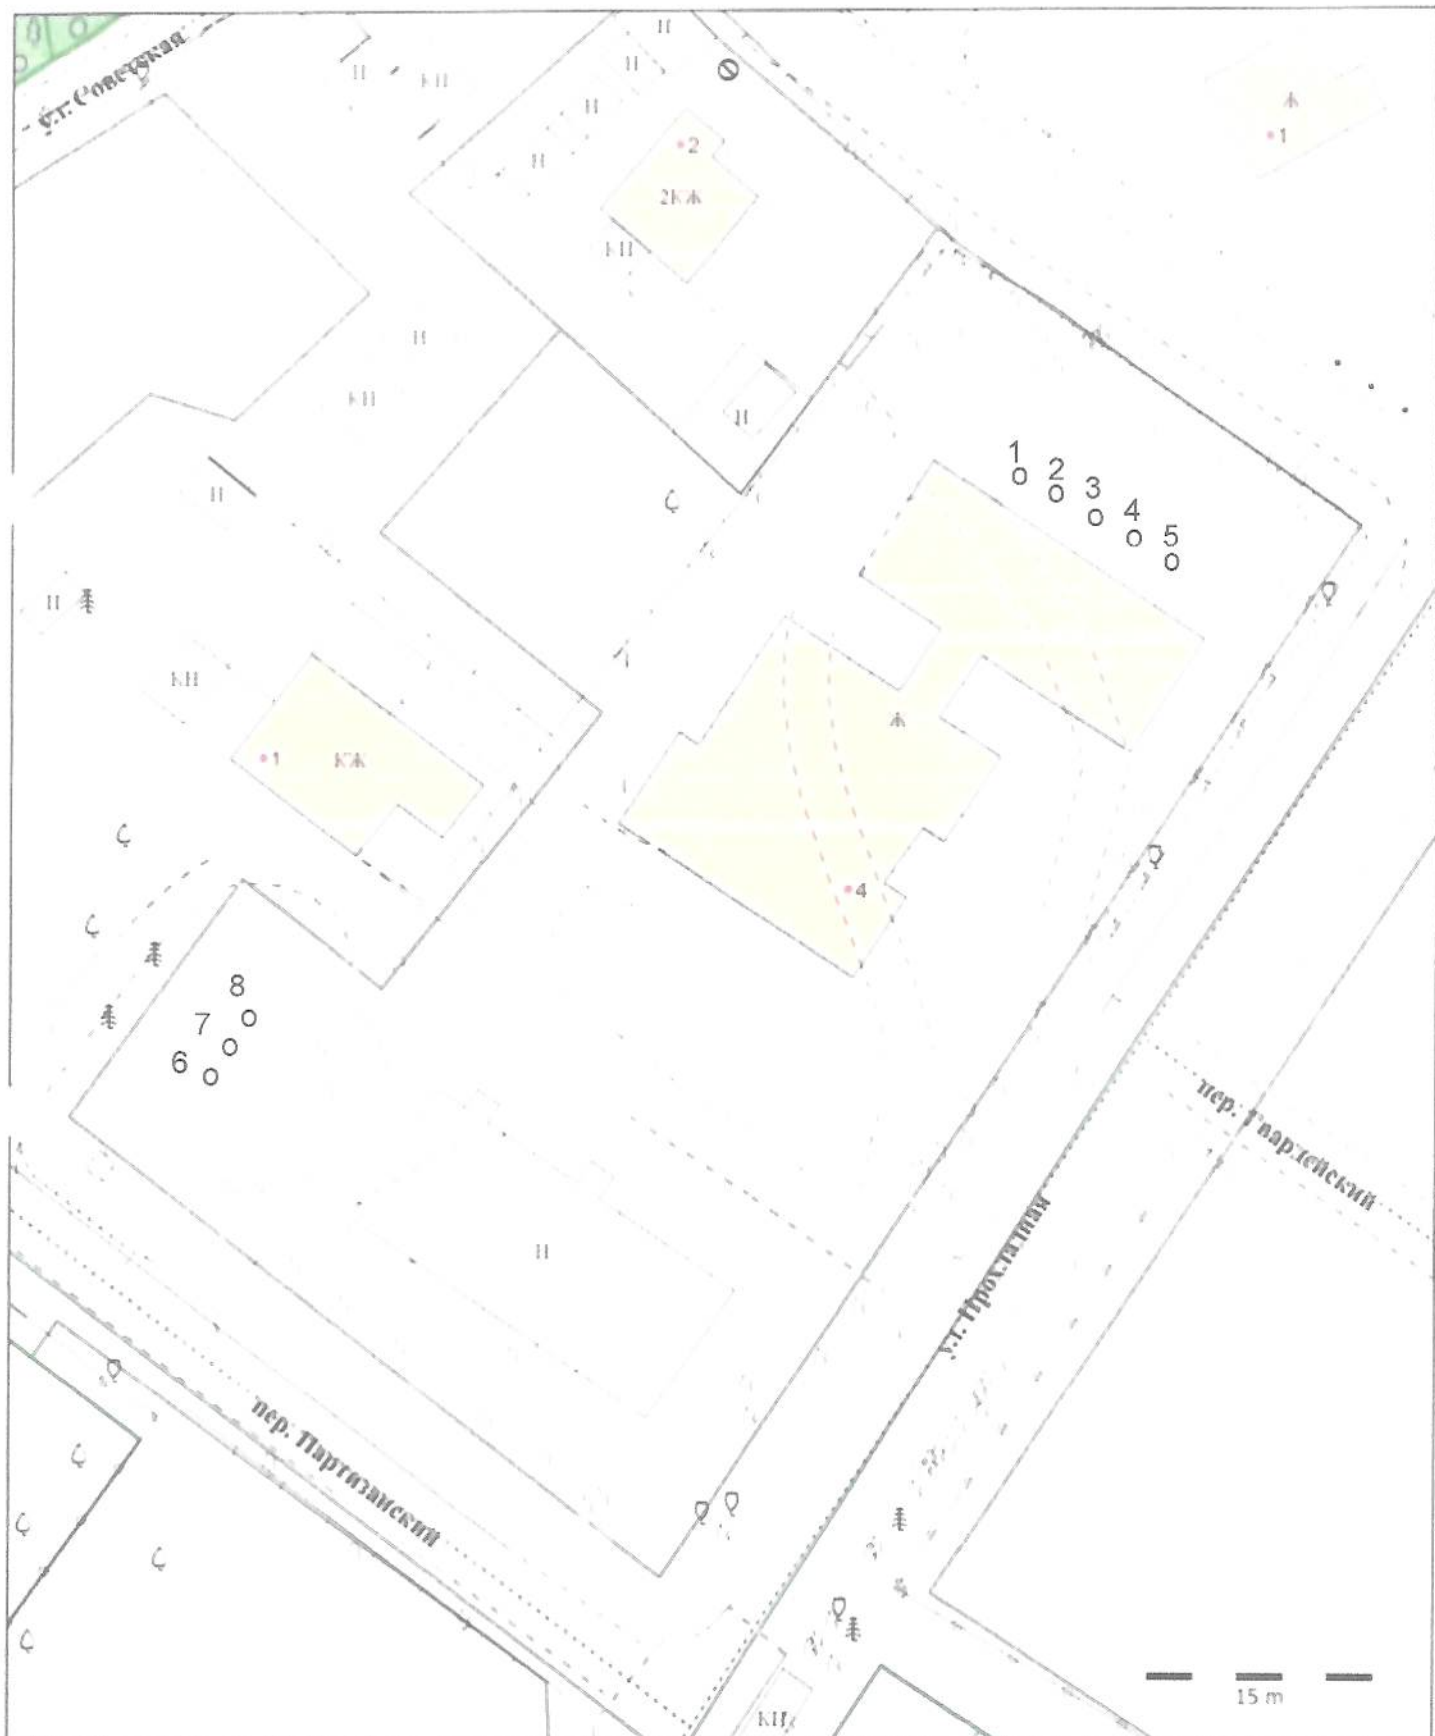 ул. Советская
Н
Н
КН
Н
Н
Н
2
2КЖ
КН
Ж
1
Н
КН
Н
Н
1
2
3
4
5
Н
КН
1
КЖ
Ж
4
8
7
6
Н
пер. Гвардейский
ул. Прохладная
пер. Партизанский
15 m
КН